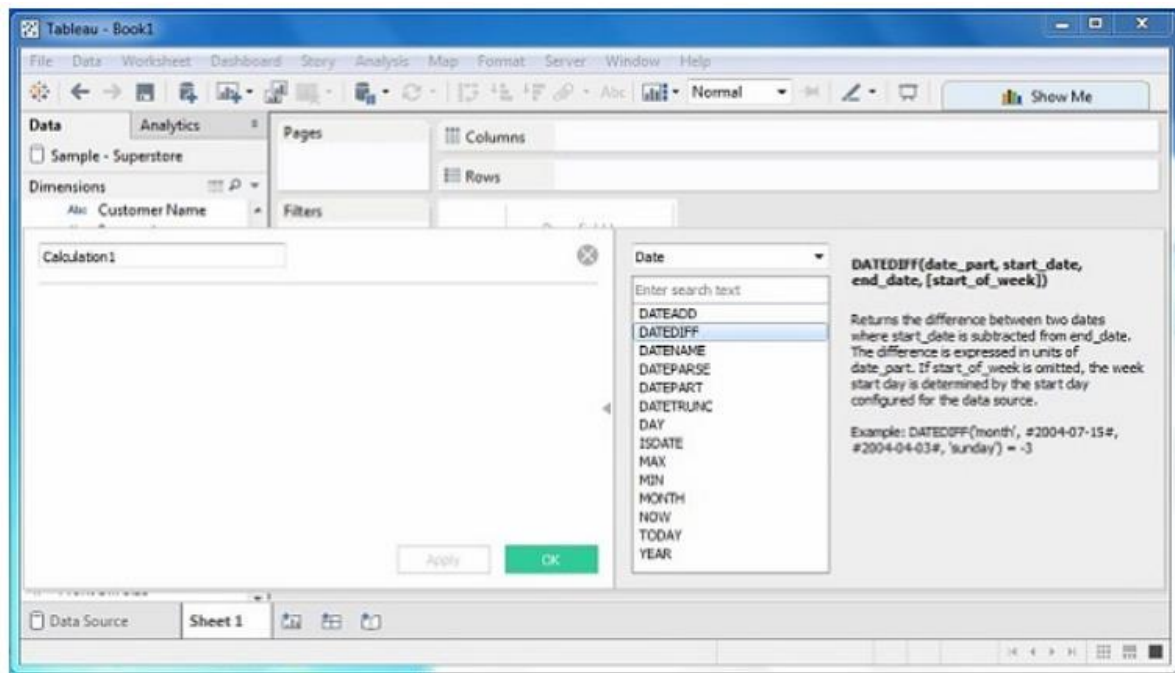 Tableau - Book1
File Data Worksheet Dashboard Story Analysis Map Format Server Window Help
Abc Normal Show Me
Data Analytics
Pages
Columns
Sample - Superstore
Rows
Dimensions
Abc Customer Name
Filters
Calculation1
Date
Enter search text
DATEADD
DATEDIFF
DATENAME
DATEPARSE
DATEPART
DATETRUNC
DAY
ISDATE
MAX
MIN
MONTH
NOW
TODAY
YEAR
DATEDIFF(date_part, start_date,
end_date, [start_of_week])
Returns the difference between two dates
where start_date is subtracted from end_date.
The difference is expressed in units of
date_part. If start_of_week is omitted, the week
start day is determined by the start day
configured for the data source.
Example: DATEDIFF('month', #2004-07-15#,
#2004-04-03#, 'sunday') = -3
Apply OK
Data Source Sheet 1